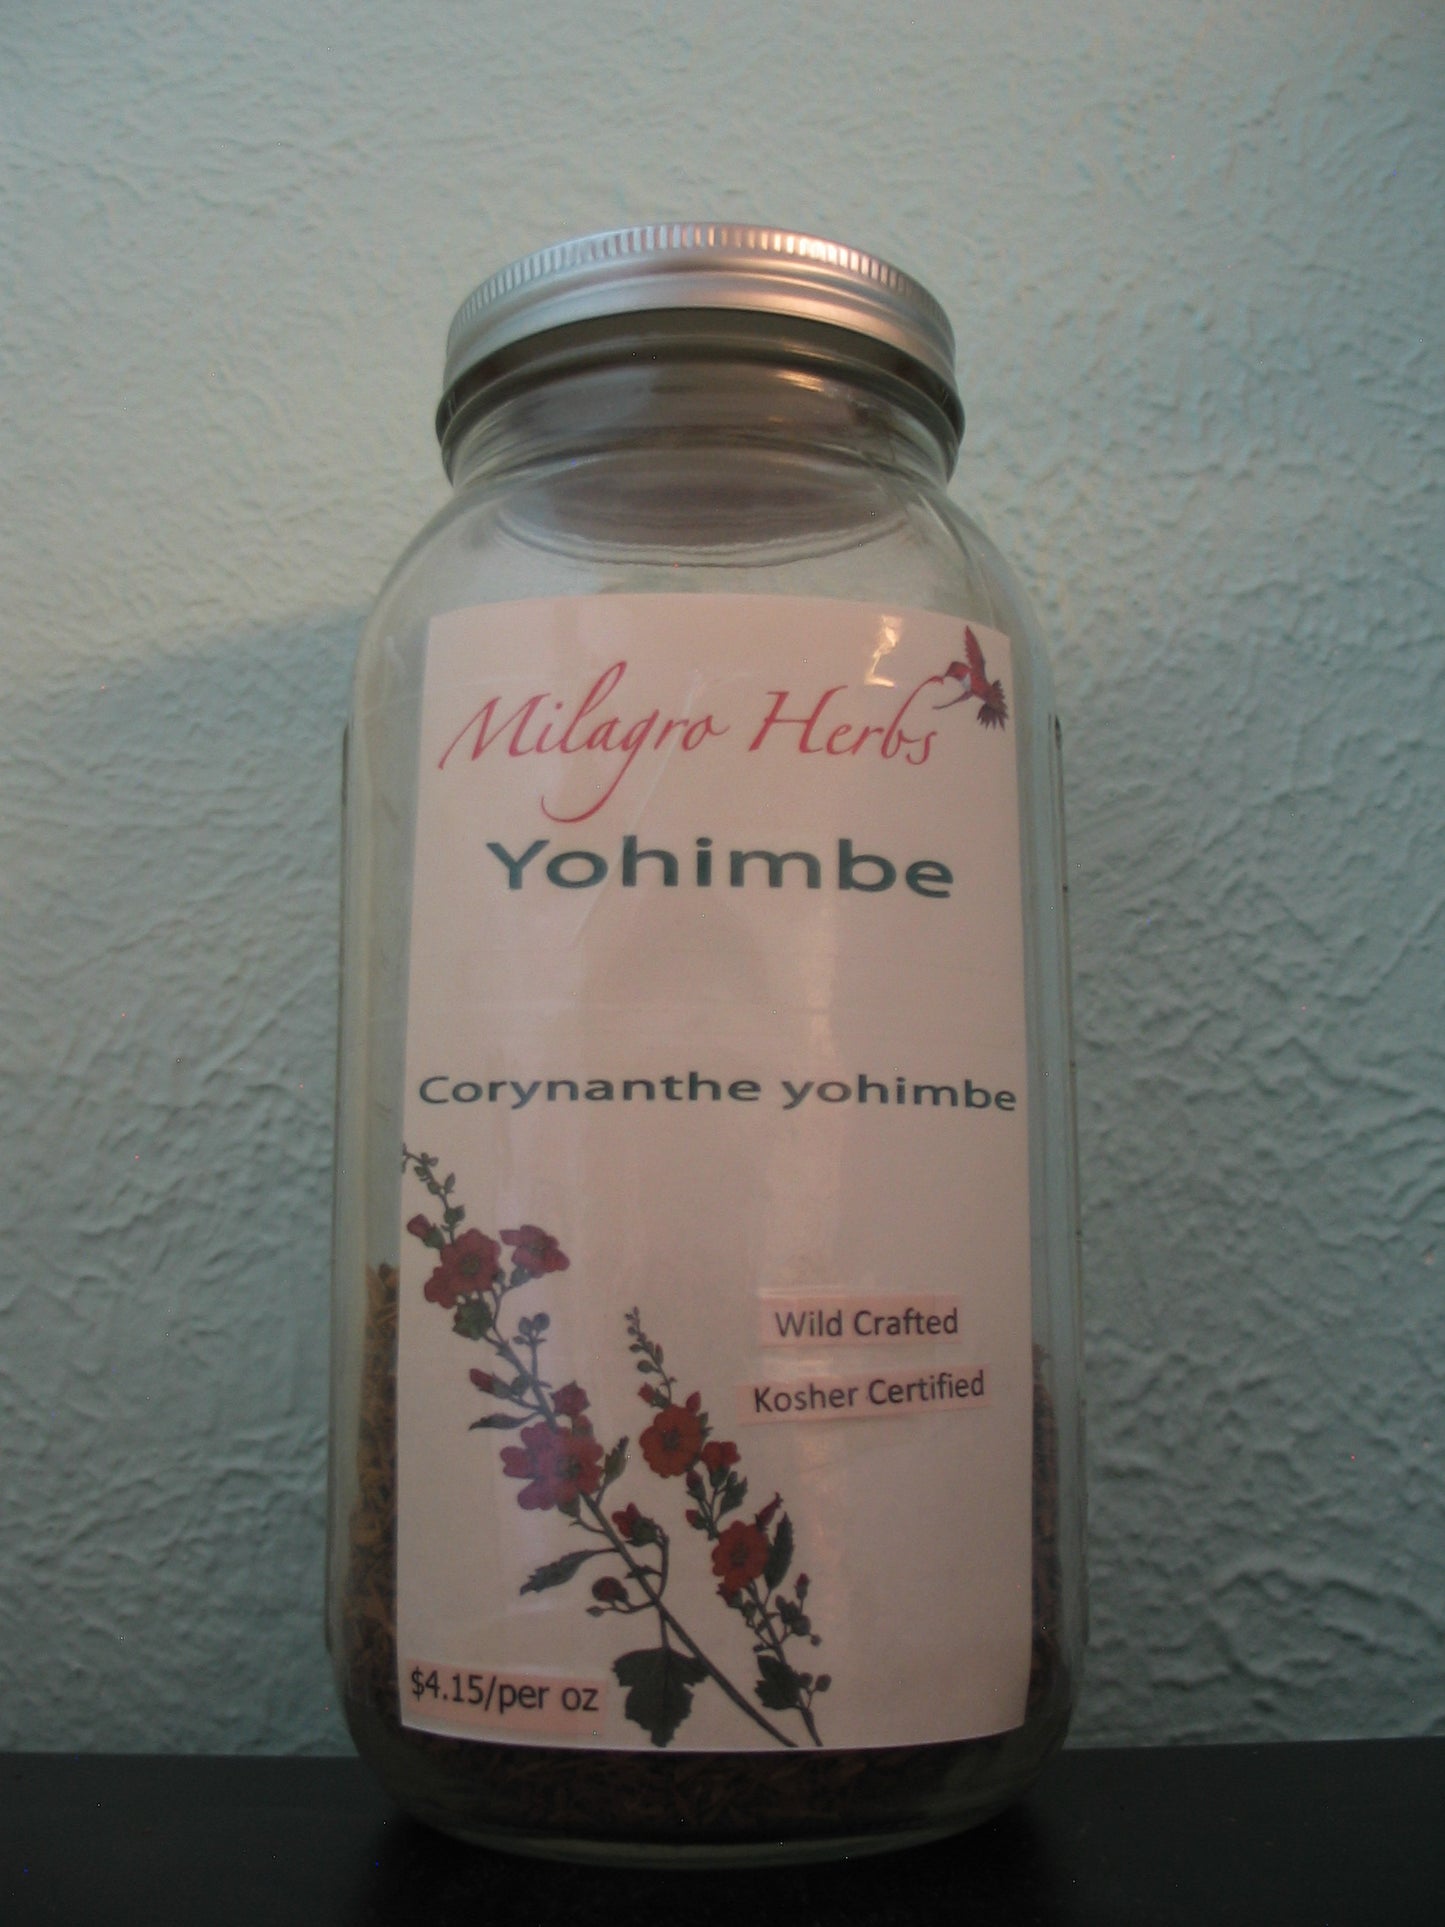 Milagro Herbs
Yohimbe
Corynanthe yohimbe
Wild Crafted
Kosher Certified
$4.15/per oz